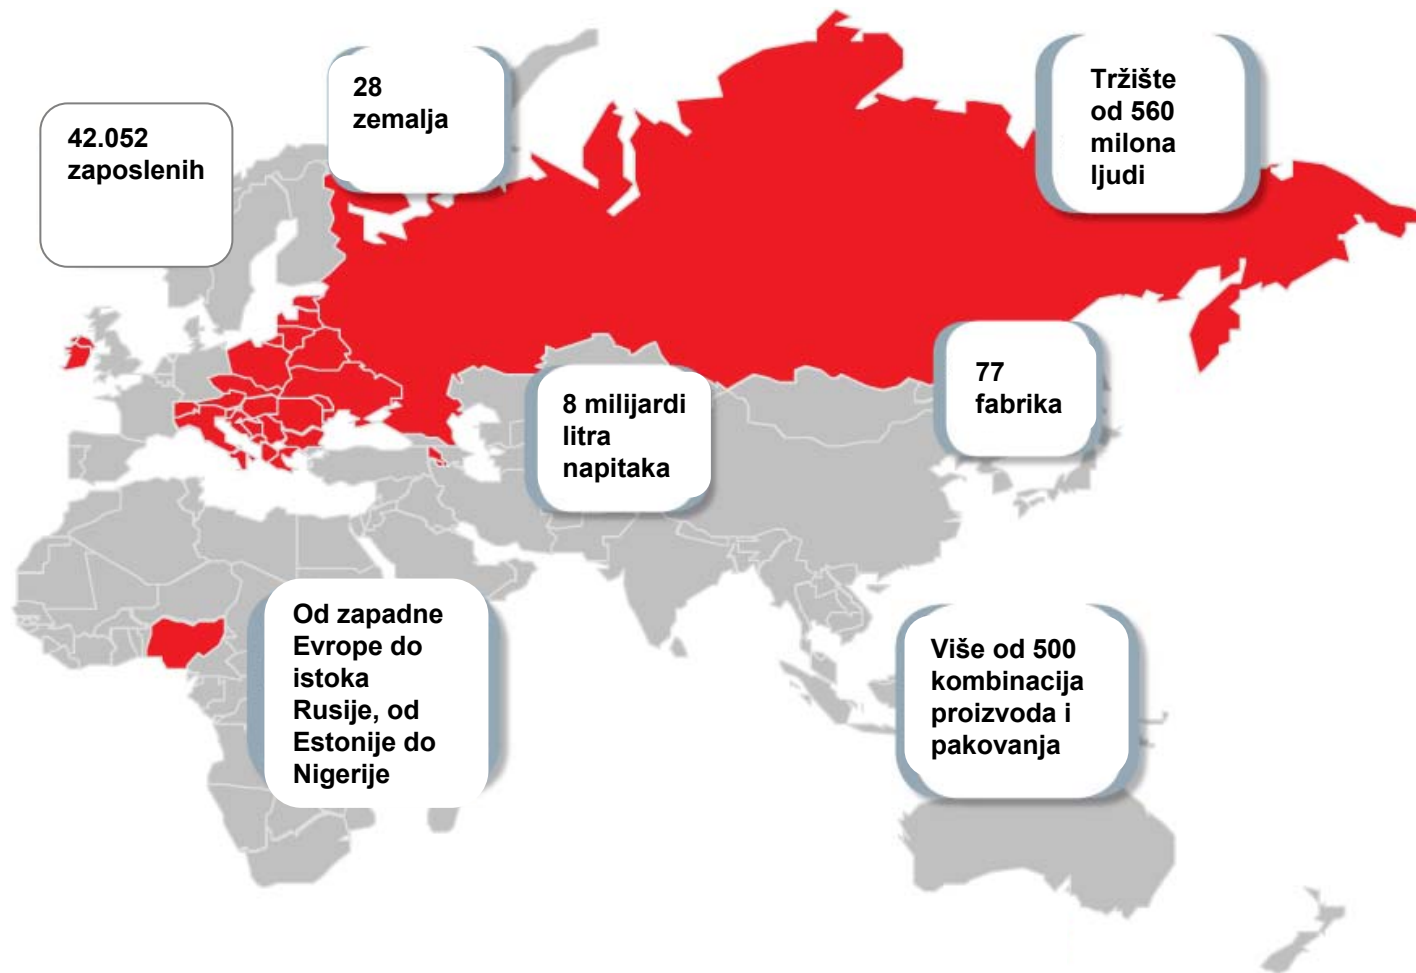 28
zemalja
Tržište
od 560
milona
ljudi
42.052
zaposlenih
77
fabrika
8 milijardi
litra
napitaka
Od zapadne
Evrope do
istoka
Rusije, od
Estonije do
Nigerije
Više od 500
kombinacija
proizvoda i
pakovanja